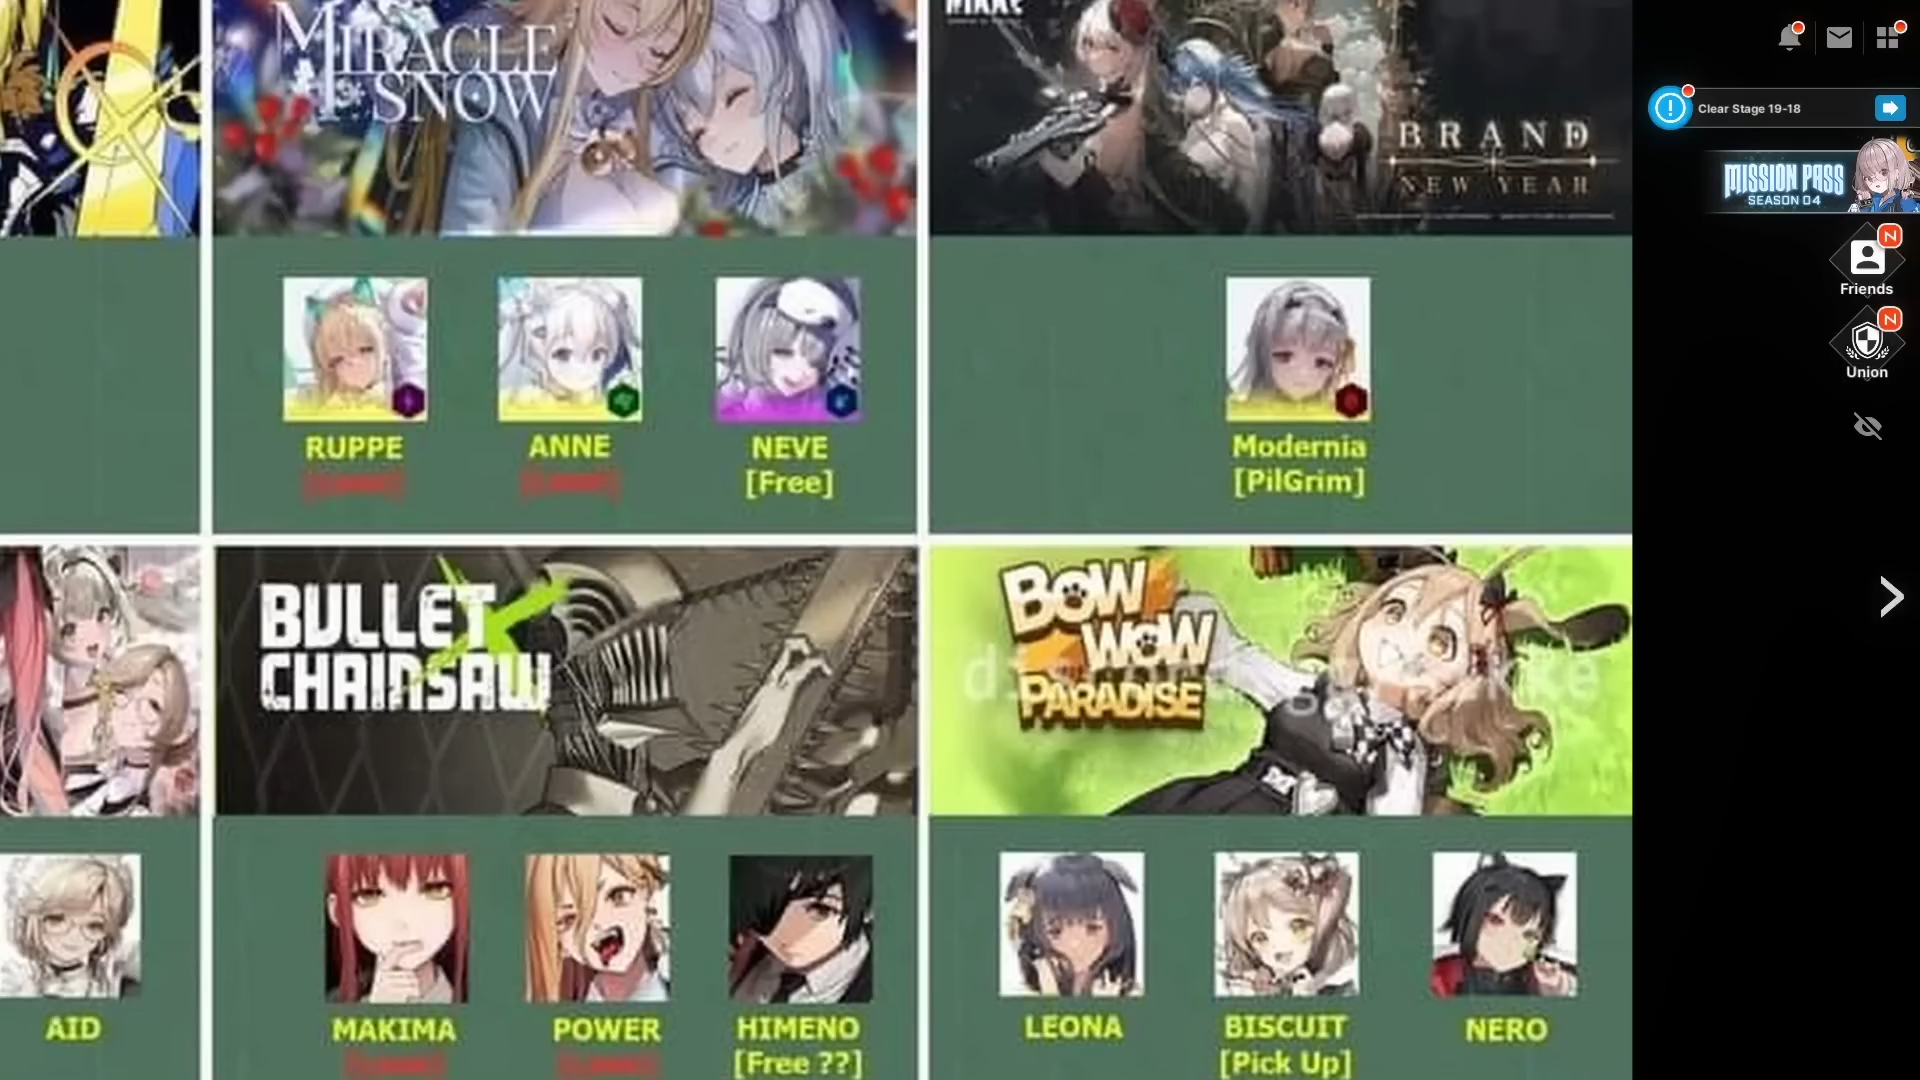 MIRACLE
SNOW
NIKKE
BRAND
NEW YEAR
Clear Stage 19-18
MISSION PASS
SEASON 04
N
Friends
N
Union
RUPPE
ANNE
NEVE
[Free]
Modernia
[PilGrim]
BULLET X
CHAINSAW
BOW
WOW
PARADISE
AID
MAKIMA
POWER
HIMENO
[Free ??]
LEONA
BISCUIT
[Pick Up]
NERO